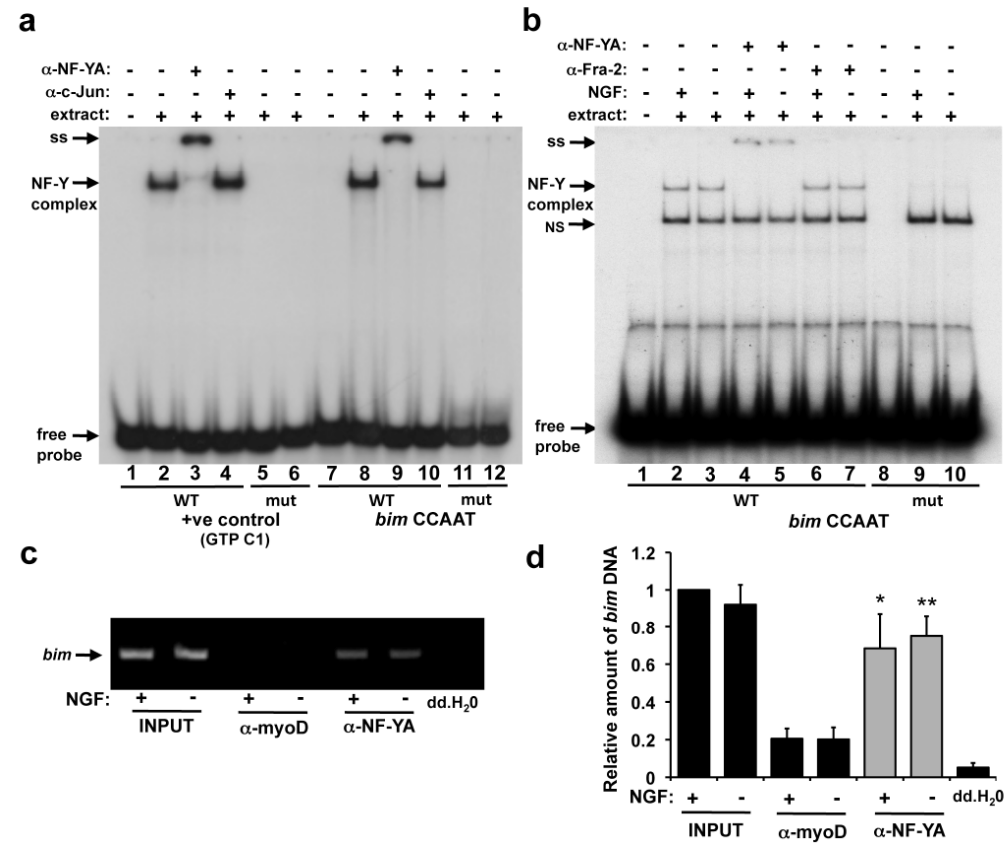 a
α-NF-YA: - - + - - - - - + - - -
α-c-Jun: - - - + - - - - - + - -
extract: - + + + + + - + + + + +
ss
NF-Y
complex
free
probe
1 2 3 4 5 6 7 8 9 10 11 12
WT mut WT mut
+ve control bim CCAAT
(GTP C1)
b
α-NF-YA: - - - + + - - - - -
α-Fra-2: - - - - - + + - - -
NGF: - + - + - + - - + -
extract: - + + + + + + - + +
ss
NF-Y
complex
NS
free
probe
1 2 3 4 5 6 7 8 9 10
WT mut
bim CCAAT
c
bim
NGF: + - + - + - dd.H₂0
INPUT α-myoD α-NF-YA
d
Relative amount of bim DNA
1.2
1
0.8
0.6
0.4
0.2
0
* **
NGF: + - + - + - dd.H₂0
INPUT α-myoD α-NF-YA